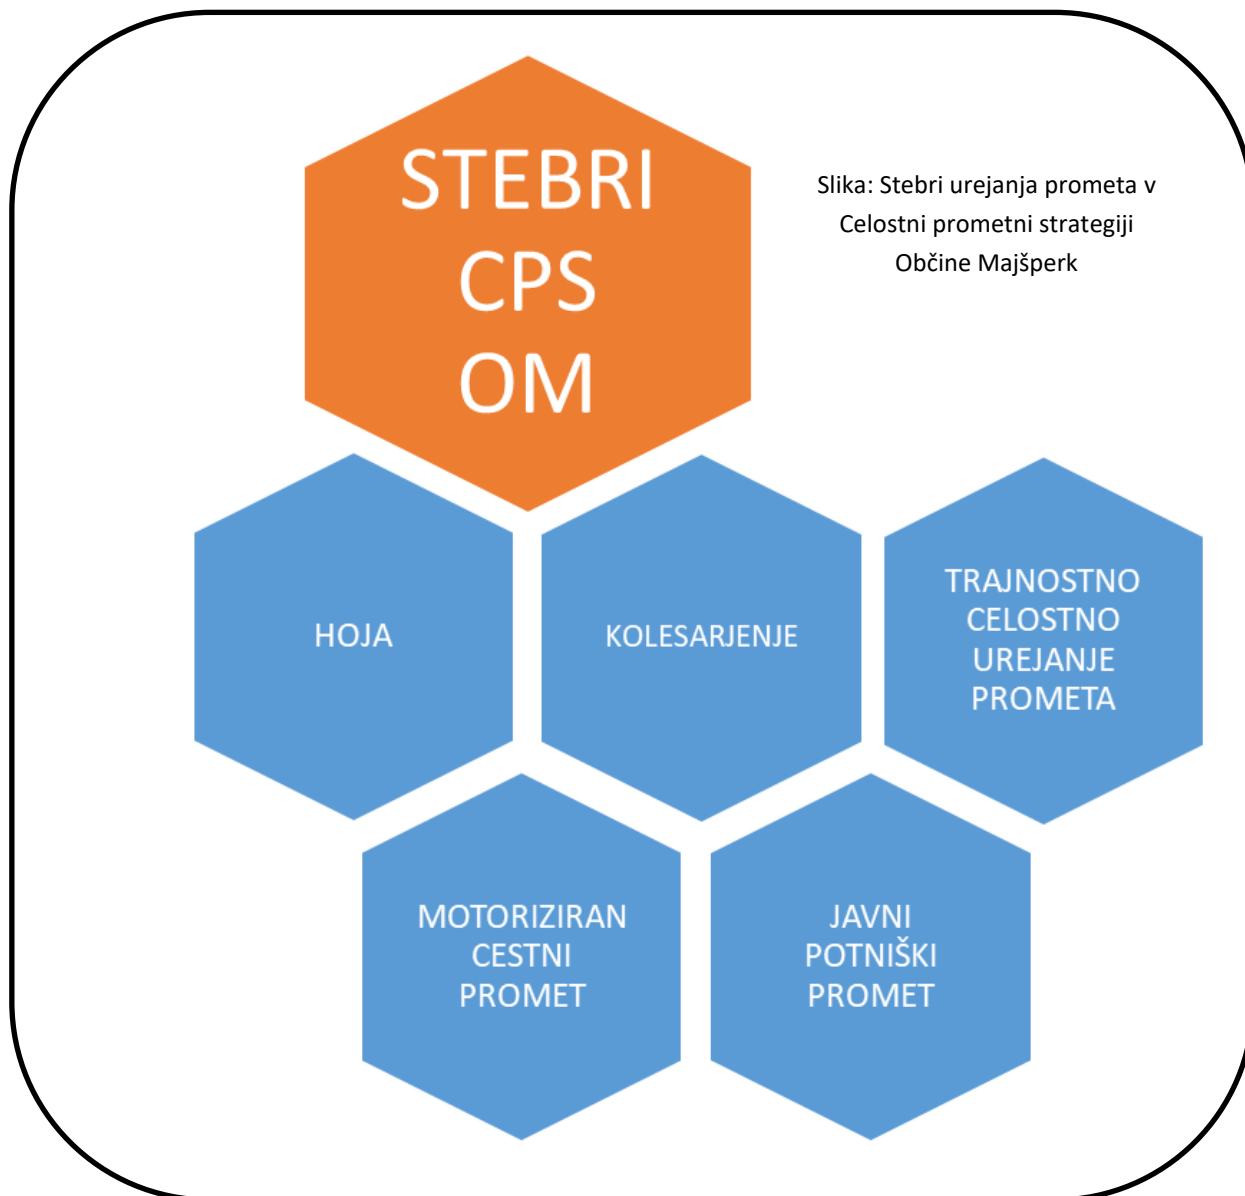 STEBRI
CPS
OM
Slika: Stebri urejanja prometa v
Celostni prometni strategiji
Občine Majšperk
HOJA
KOLESARJENJE
TRAJNOSTNO
CELOSTNO
UREJANJE
PROMETA
MOTORIZIRAN
CESTNI
PROMET
JAVNI
POTNIŠKI
PROMET